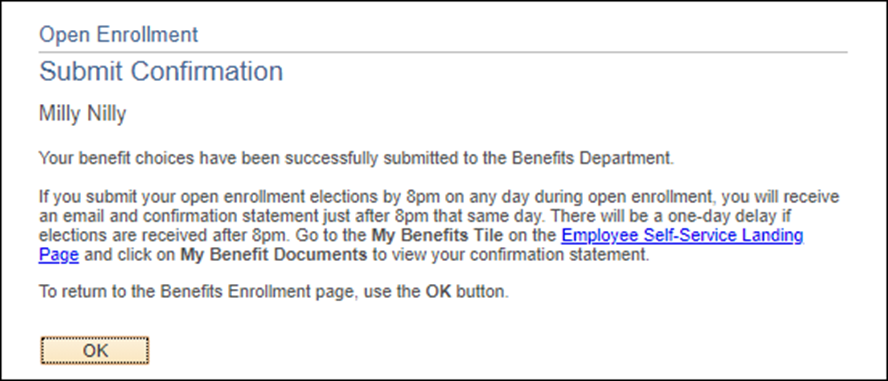 Open Enrollment
Submit Confirmation
Milly Nilly
Your benefit choices have been successfully submitted to the Benefits Department.
If you submit your open enrollment elections by 8pm on any day during open enrollment, you will receive
an email and confirmation statement just after 8pm that same day. There will be a one-day delay if
elections are received after 8pm. Go to the My Benefits Tile on the Employee Self-Service Landing
Page and click on My Benefit Documents to view your confirmation statement.
To return to the Benefits Enrollment page, use the OK button.
OK